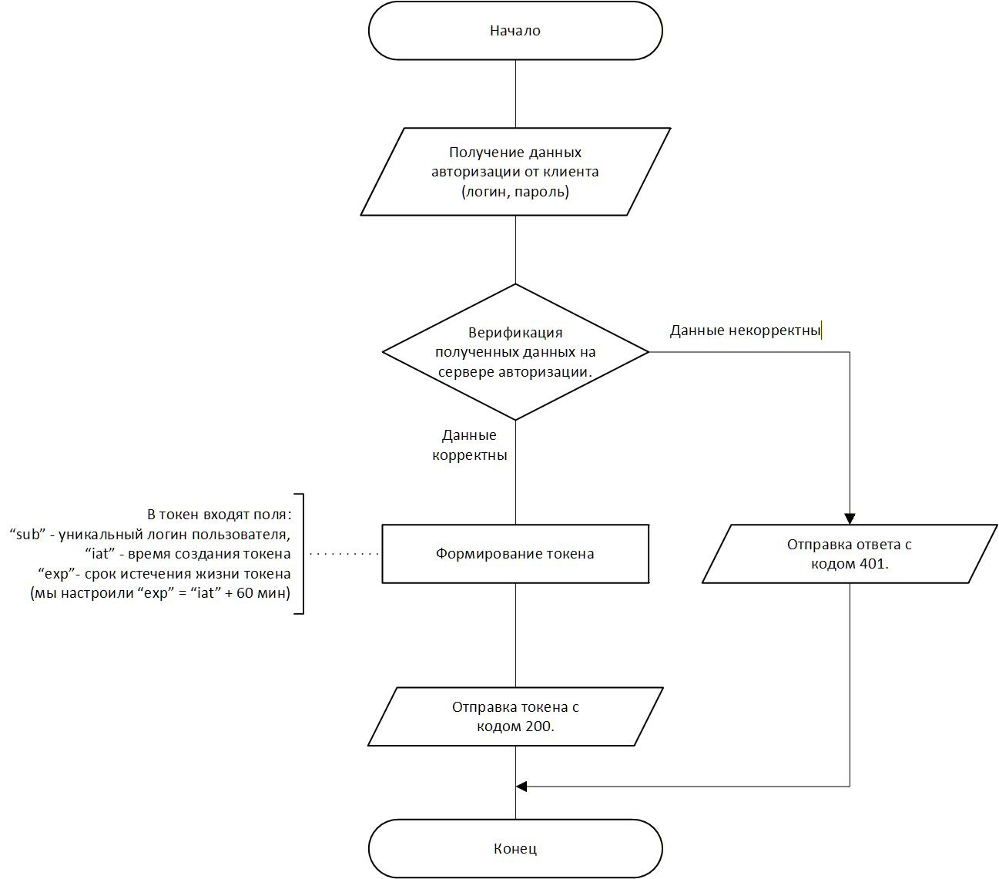 Начало
Получение данных
авторизации от клиента
(логин, пароль)
Верификация
полученных данных на
сервере авторизации.
Данные некорректны
Данные
корректны
В токен входят поля:
“sub” - уникальный логин пользователя,
“iat” - время создания токена
“exp”- срок истечения жизни токена
(мы настроили “exp” = “iat” + 60 мин)
Формирование токена
Отправка ответа с
кодом 401.
Отправка токена с
кодом 200.
Конец